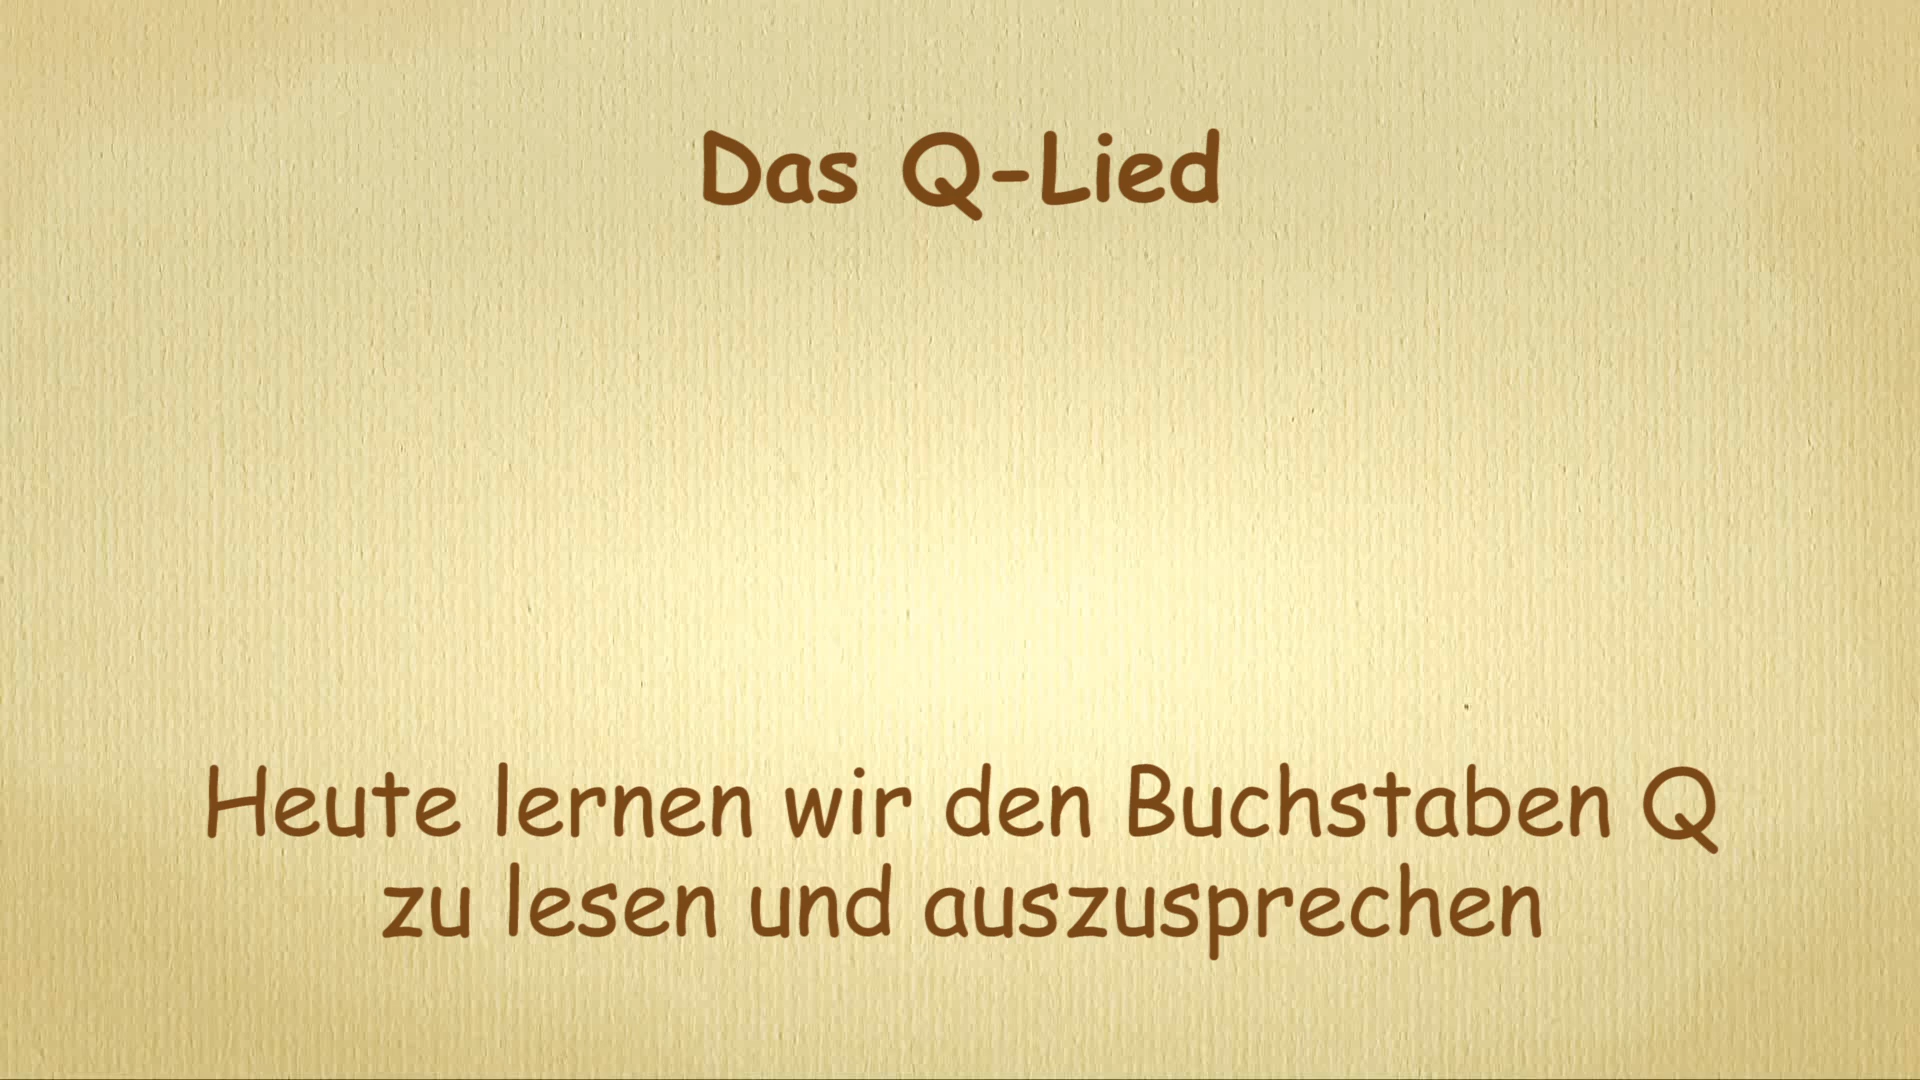 Das Q-Lied
Heute lernen wir den Buchstaben Q
zu lesen und auszusprechen